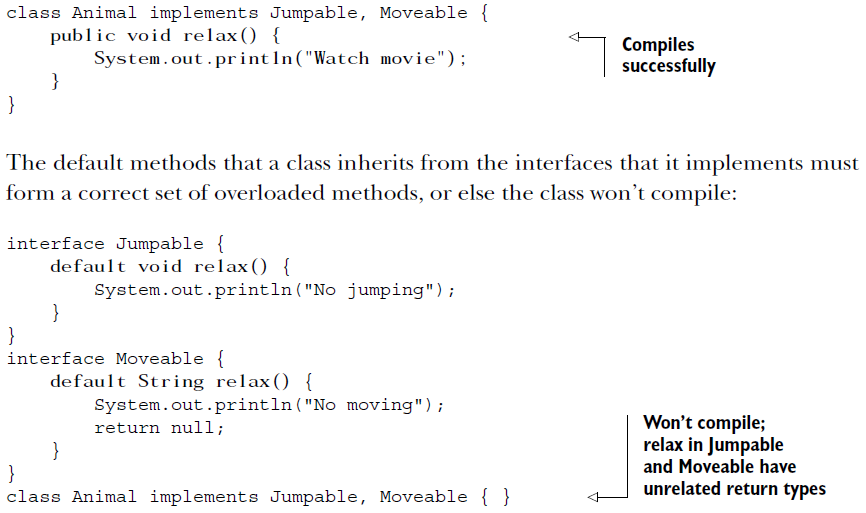 class Animal implements Jumpable, Moveable {
    public void relax() {
        System.out.println("Watch movie");
    }
}
Compiles
successfully
The default methods that a class inherits from the interfaces that it implements must
form a correct set of overloaded methods, or else the class won't compile:
interface Jumpable {
    default void relax() {
        System.out.println("No jumping");
    }
}
interface Moveable {
    default String relax() {
        System.out.println("No moving");
        return null;
    }
}
class Animal implements Jumpable, Moveable { }
Won't compile;
relax in Jumpable
and Moveable have
unrelated return types